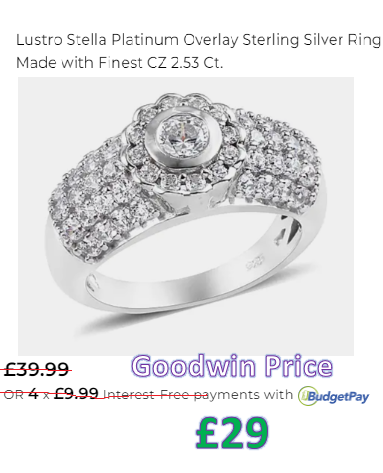 Lustro Stella Platinum Overlay Sterling Silver Ring
Made with Finest CZ 2.53 Ct.
£39.99 Goodwin Price
OR 4 x £9.99 Interest-Free payments with BudgetPay
£29